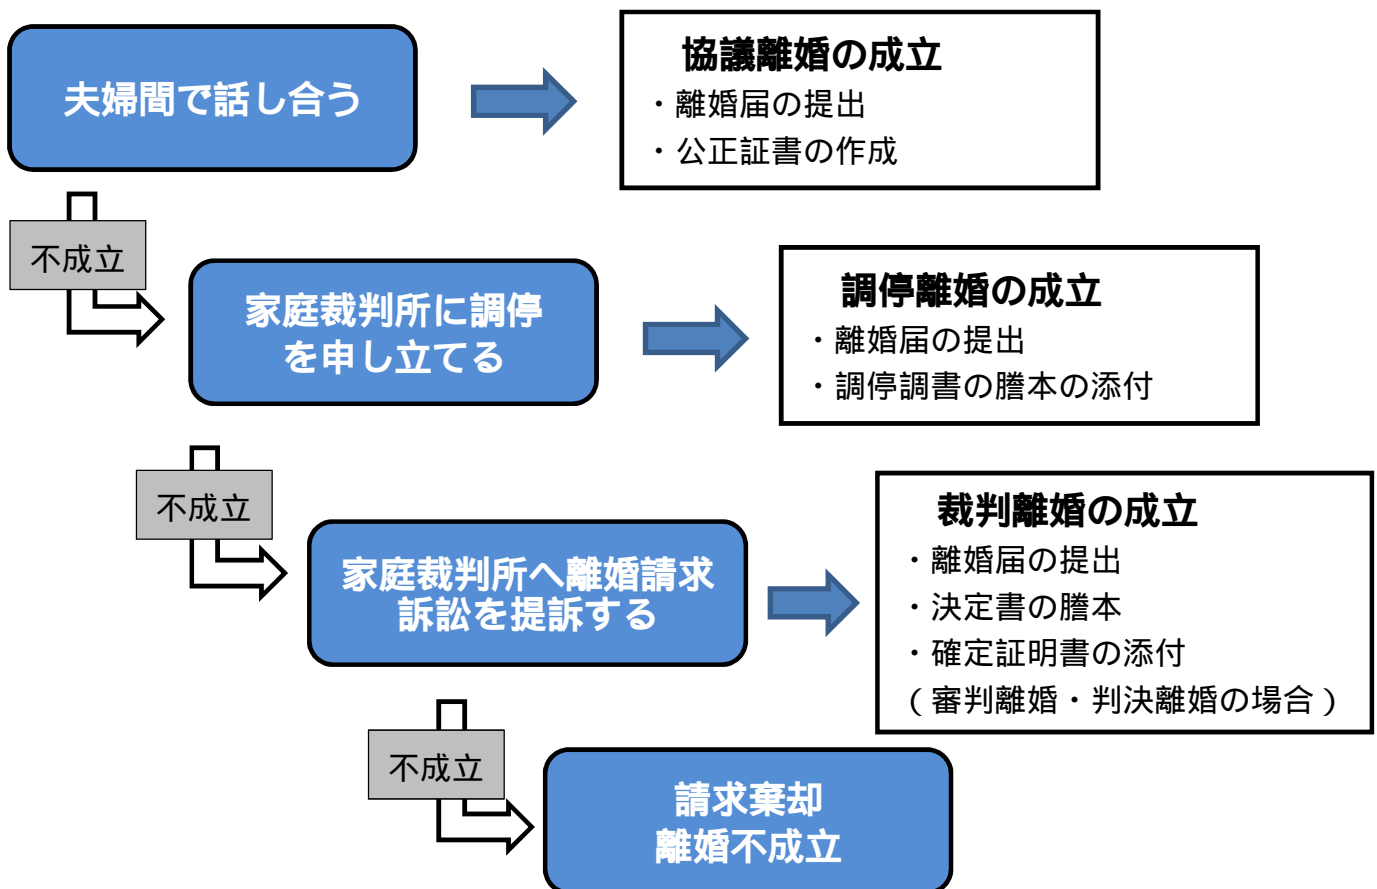 夫婦間で話し合う
協議離婚の成立
・離婚届の提出
・公正証書の作成
不成立
家庭裁判所に調停
を申し立てる
調停離婚の成立
・離婚届の提出
・調停調書の謄本の添付
不成立
家庭裁判所へ離婚請求
訴訟を提訴する
裁判離婚の成立
・離婚届の提出
・決定書の謄本
・確定証明書の添付
（審判離婚・判決離婚の場合）
不成立
請求棄却
離婚不成立